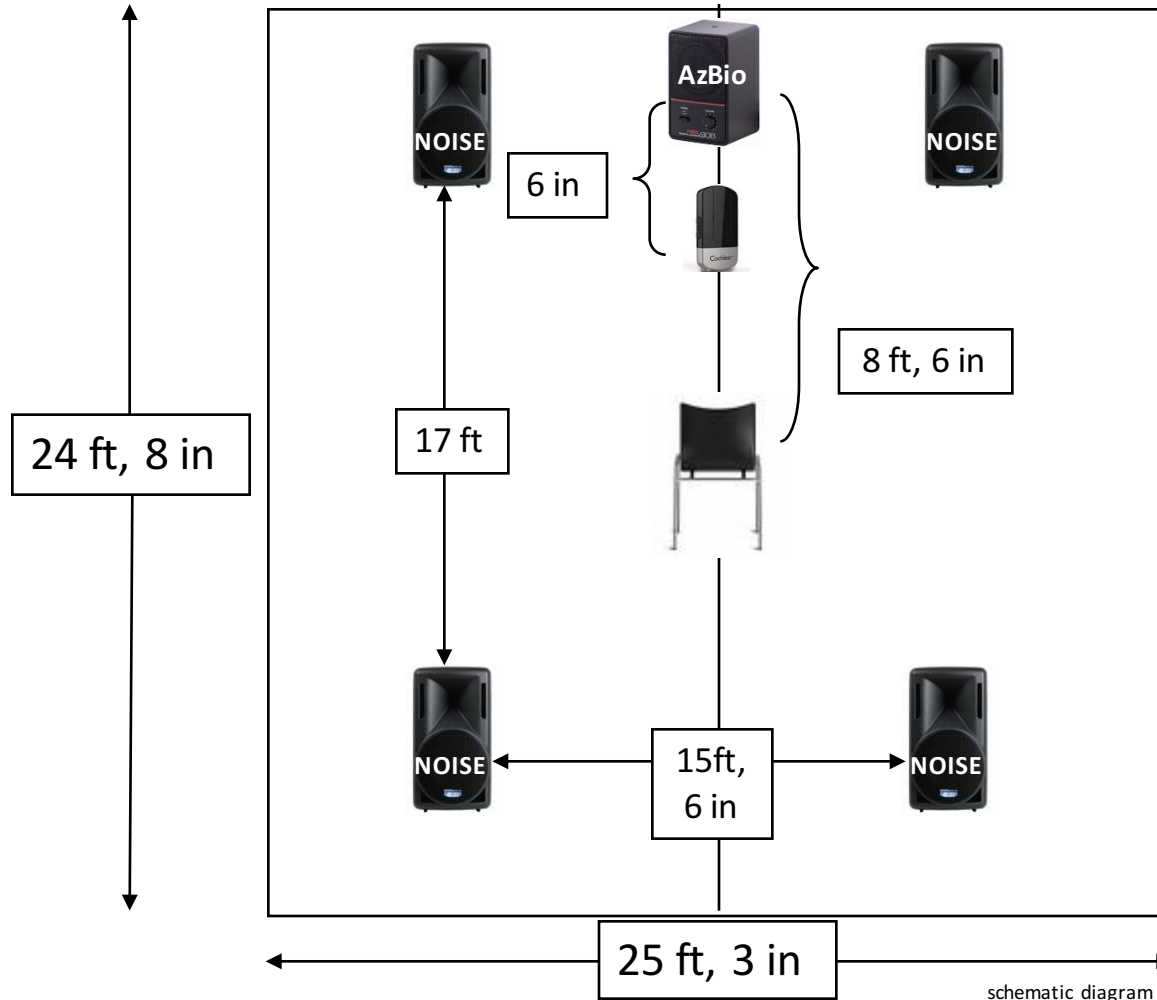 AzBio
NOISE
NOISE
6 in
Cochlear
8 ft, 6 in
24 ft, 8 in
17 ft
NOISE
15ft,
6 in
NOISE
25 ft, 3 in
schematic diagram